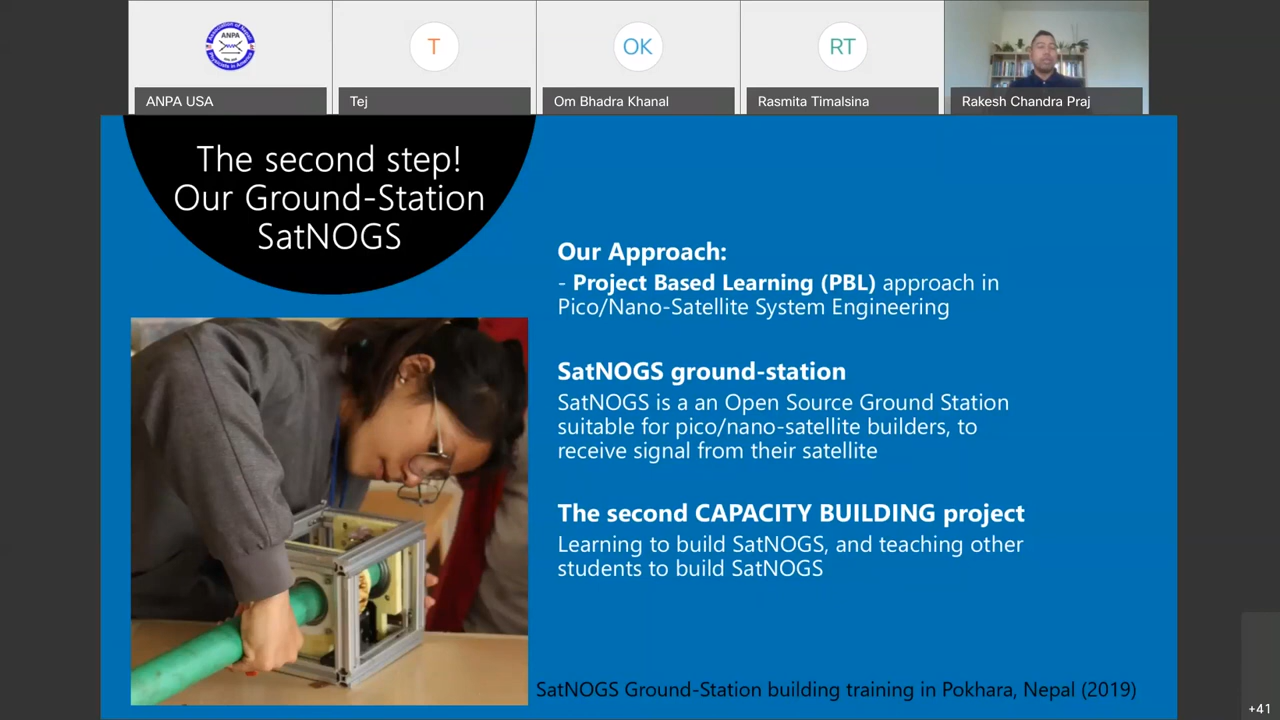 ANPA
T
OK
RT
ANPA USA
Tej
Om Bhadra Khanal
Rasmita Timalsina
Rakesh Chandra Praj
The second step!
Our Ground-Station
SatNOGS
Our Approach:
- Project Based Learning (PBL) approach in
Pico/Nano-Satellite System Engineering
SatNOGS ground-station
SatNOGS is a an Open Source Ground Station
suitable for pico/nano-satellite builders, to
receive signal from their satellite
The second CAPACITY BUILDING project
Learning to build SatNOGS, and teaching other
students to build SatNOGS
SatNOGS Ground-Station building training in Pokhara, Nepal (2019)
+41